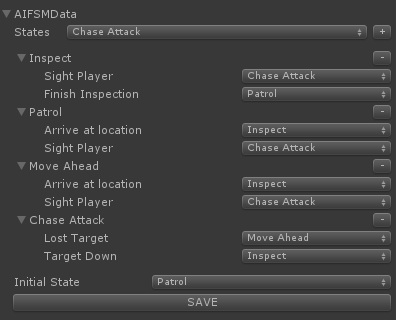 AIFSMData
States Chase Attack +
Inspect -
Sight Player Chase Attack
Finish Inspection Patrol
Patrol -
Arrive at location Inspect
Sight Player Chase Attack
Move Ahead -
Arrive at location Inspect
Sight Player Chase Attack
Chase Attack -
Lost Target Move Ahead
Target Down Inspect
Initial State Patrol
SAVE